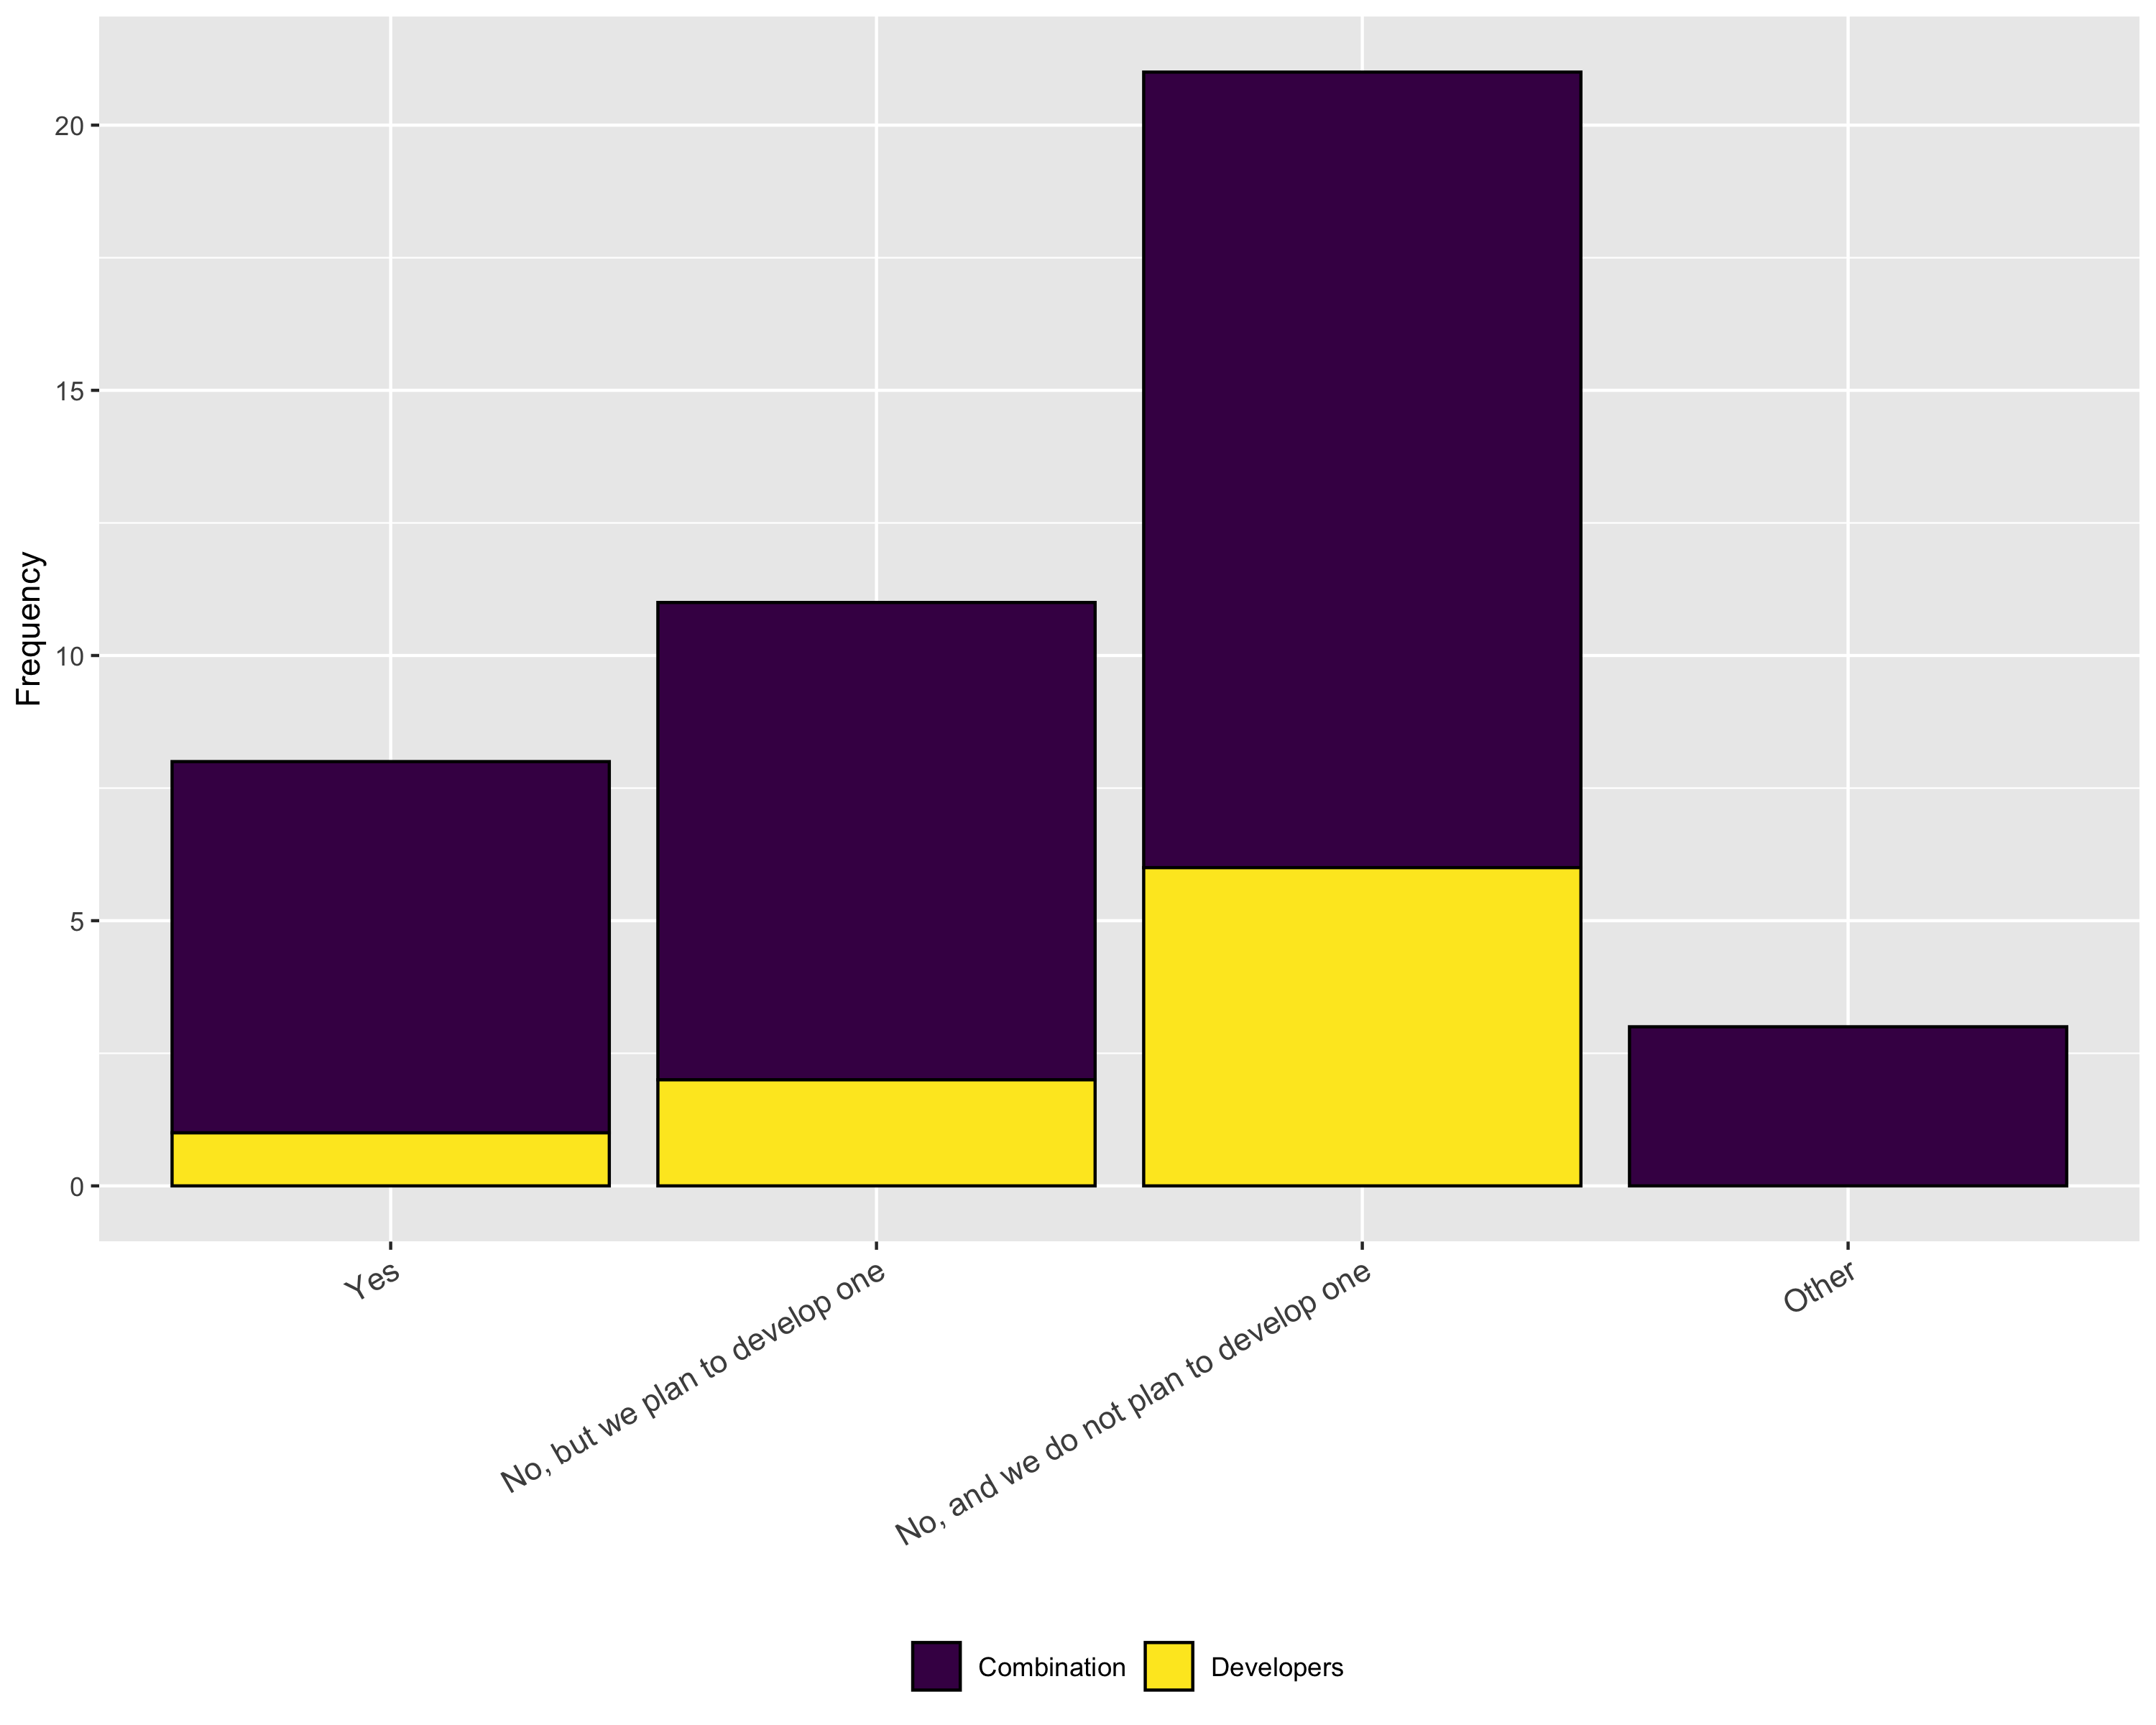 Frequency
20
15
10
5
0
Yes
No, but we plan to develop one
No, and we do not plan to develop one
Other
Combination
Developers